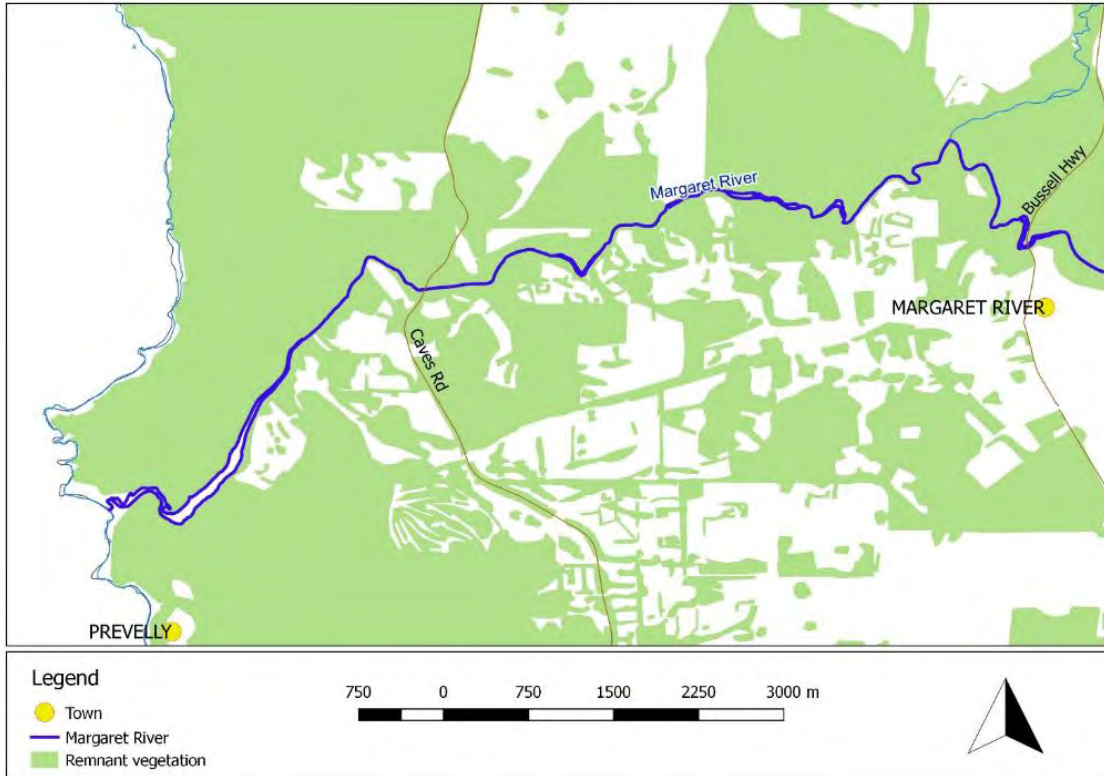 Margaret River
Bussell Hwy
MARGARET RIVER
Caves Rd
PREVELLY
Legend
Town
Margaret River
Remnant vegetation
750 0 750 1500 2250 3000 m